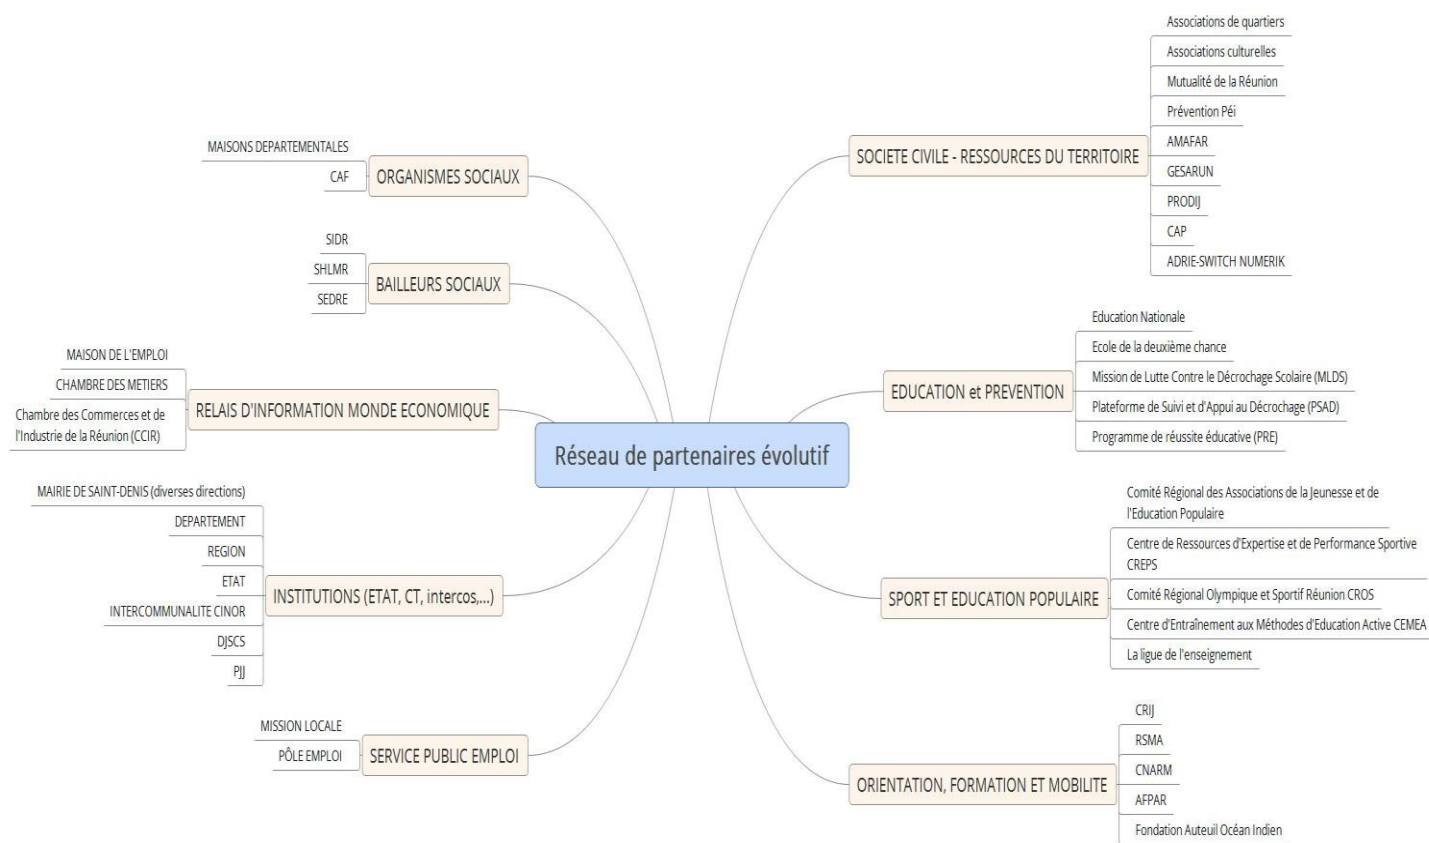 Réseau de partenaires évolutif
MAISONS DEPARTEMENTALES
CAF
ORGANISMES SOCIAUX
SIDR
SHLMR
SEDRE
BAILLEURS SOCIAUX
MAISON DE L'EMPLOI
CHAMBRE DES METIERS
Chambre des Commerces et de
l'Industrie de la Réunion (CCIR)
RELAIS D'INFORMATION MONDE ECONOMIQUE
MAIRIE DE SAINT-DENIS (diverses directions)
DEPARTEMENT
REGION
ETAT
INTERCOMMUNALITE CINOR
DJSCS
PJJ
INSTITUTIONS (ETAT, CT, intercos,...)
MISSION LOCALE
PÔLE EMPLOI
SERVICE PUBLIC EMPLOI
SOCIETE CIVILE - RESSOURCES DU TERRITOIRE
Associations de quartiers
Associations culturelles
Mutualité de la Réunion
Prévention Péi
AMAFAR
GESARUN
PRODIJ
CAP
ADRIE-SWITCH NUMERIK
EDUCATION et PREVENTION
Education Nationale
Ecole de la deuxième chance
Mission de Lutte Contre le Décrochage Scolaire (MLDS)
Plateforme de Suivi et d'Appui au Décrochage (PSAD)
Programme de réussite éducative (PRE)
SPORT ET EDUCATION POPULAIRE
Comité Régional des Associations de la Jeunesse et de
l'Education Populaire
Centre de Ressources d'Expertise et de Performance Sportive
CREPS
Comité Régional Olympique et Sportif Réunion CROS
Centre d'Entraînement aux Méthodes d'Education Active CEMEA
La ligue de l'enseignement
ORIENTATION, FORMATION ET MOBILITE
CRIJ
RSMA
CNARM
AFPAR
Fondation Auteuil Océan Indien